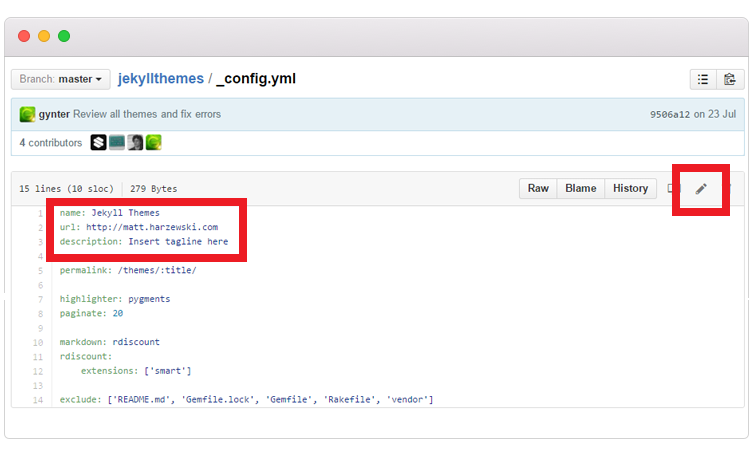 Branch: master jekyllthemes / _config.yml
gynter Review all themes and fix errors 9506a12 on 23 Jul
4 contributors
15 lines (10 sloc) 279 Bytes Raw Blame History
1 name: Jekyll Themes
2 url: http://matt.harzewski.com
3 description: Insert tagline here
4
5 permalink: /themes/:title/
6
7 highlighter: pygments
8 paginate: 20
9
10 markdown: rdiscount
11 rdiscount:
12 extensions: ['smart']
13
14 exclude: ['README.md', 'Gemfile.lock', 'Gemfile', 'Rakefile', 'vendor']